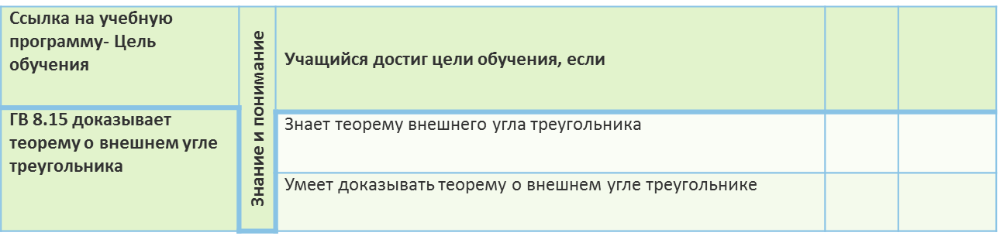 Ссылка на учебную
программу- Цель
обучения
Знание и понимание
Учащийся достиг цели обучения, если
ГВ 8.15 доказывает
теорему о внешнем угле
треугольника
Знает теорему внешнего угла треугольника
Умеет доказывать теорему о внешнем угле треугольнике